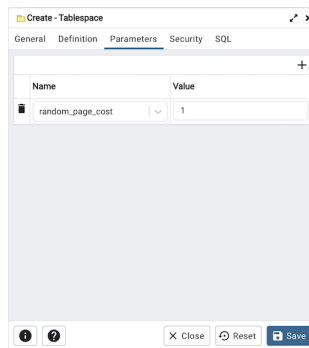 Create - Tablespace
General Definition Parameters Security SQL
Name Value
random_page_cost 1
Close Reset Save